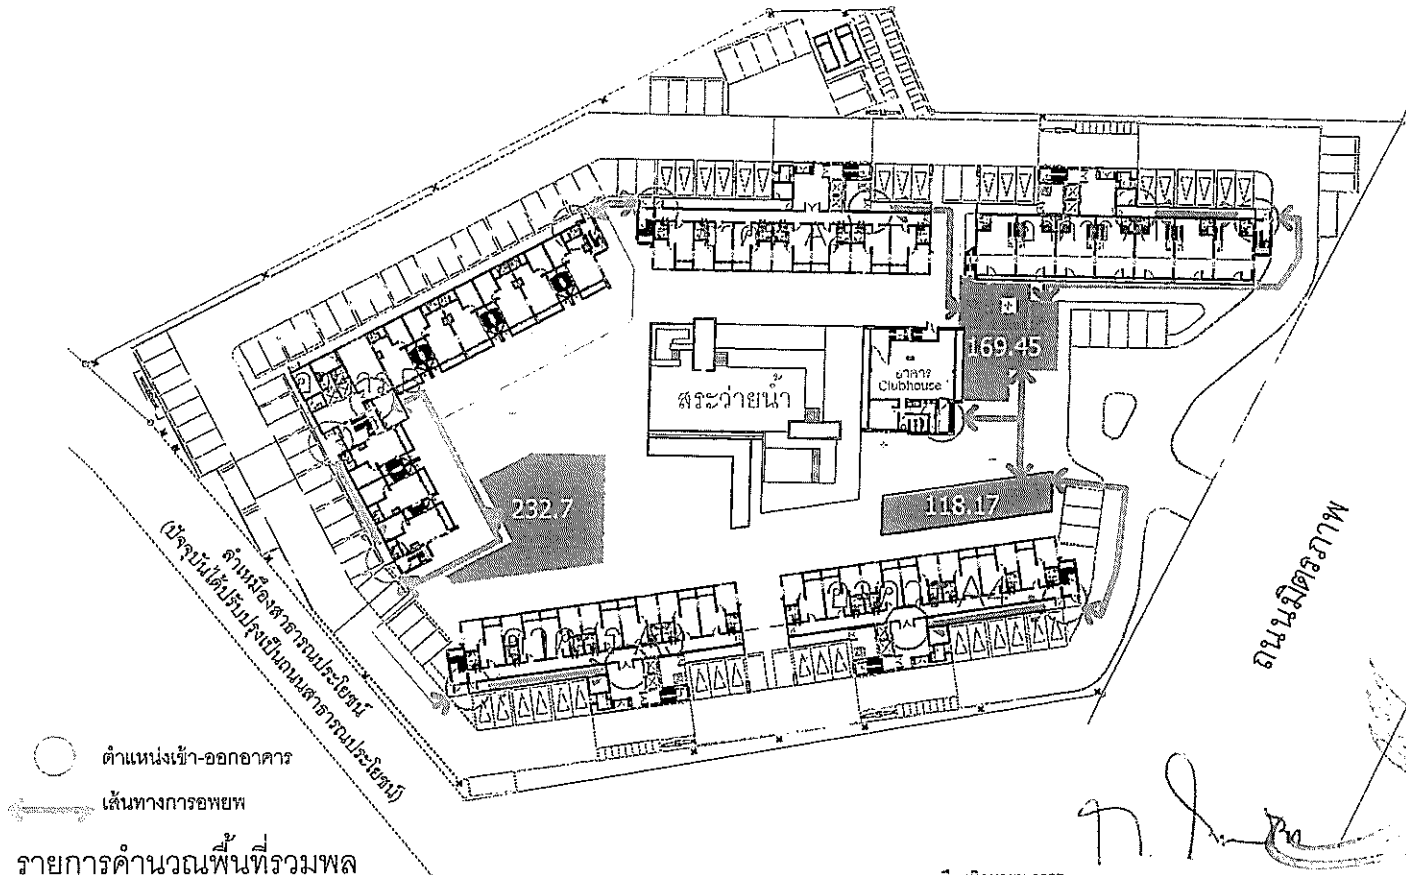 169.45
อาคาร
Clubhouse
สระว่ายน้ำ
232.7
118.17
ถนนมิตรภาพ
ลำเหมืองสาธารณประโยชน์
(ปัจจุบันได้ปรับปรุงเป็นถนนสาธารณประโยชน์)
ตำแหน่งเข้า-ออกอาคาร
เส้นทางการอพยพ
รายการคำนวณพื้นที่รวมพล